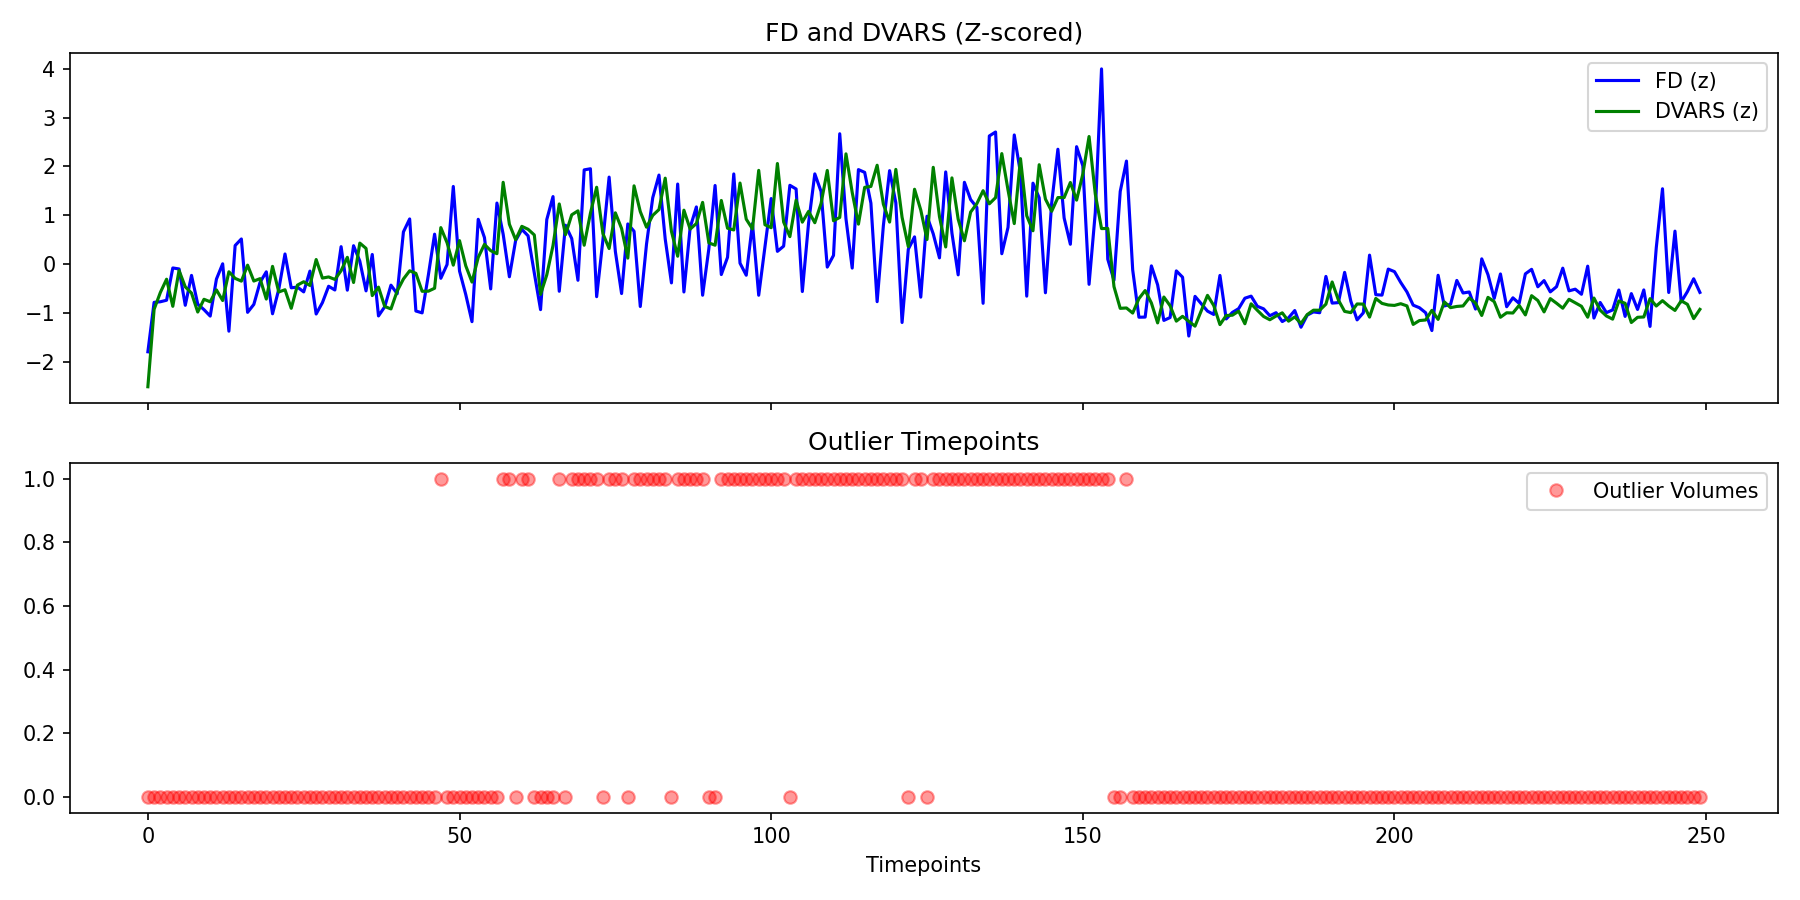 FD and DVARS (Z-scored)
4
3
2
1
0
−1
−2
FD (z)
DVARS (z)
Outlier Timepoints
1.0
0.8
0.6
0.4
0.2
0.0
Outlier Volumes
0 50 100 150 200 250
Timepoints